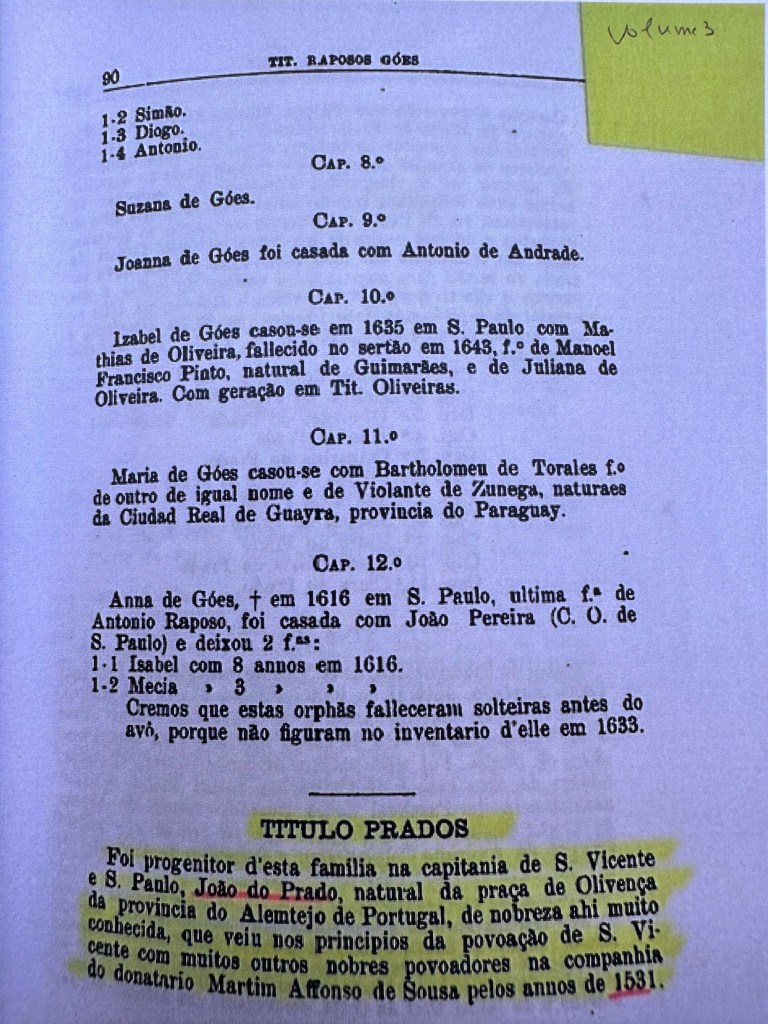 Volume 3
90
TIT. RAPOSOS GÓES
1-2 Simão.
1-3 Diogo.
1-4 Antonio.
CAP. 8.º
Suzana de Góes.
CAP. 9.º
Joanna de Góes foi casada com Antonio de Andrade.
CAP. 10.º
Izabel de Góes casou-se em 1635 em S. Paulo com Ma-
thias de Oliveira, fallecido no sertão em 1643, f.º de Manoel
Francisco Pinto, natural de Guimarães, e de Juliana de
Oliveira. Com geração em Tit. Oliveiras.
CAP. 11.º
Maria de Góes casou-se com Bartholomeu de Torales f.º
de outro de igual nome e de Violante de Zunega, naturaes
da Ciudad Real de Guayra, provincia do Paraguay.
CAP. 12.º
Anna de Góes, † em 1616 em S. Paulo, ultima f.ª de
Antonio Raposo, foi casada com João Pereira (C. O. de
S. Paulo) e deixou 2 f.ªs:
1-1 Isabel com 8 annos em 1616.
1-2 Mecia » 3 » » »
Cremos que estas orphãs falleceram solteiras antes do
avô, porque não figuram no inventario d'elle em 1633.
TITULO PRADOS
Foi progenitor d'esta familia na capitania de S. Vicente
e S. Paulo, João do Prado, natural da praça de Olivença
da provincia do Alemtejo de Portugal, de nobreza ahi muito
conhecida, que veiu nos principios da povoação de S. Vi-
cente com muitos outros nobres povoadores na companhia
do donatario Martim Affonso de Sousa pelos annos de 1531.